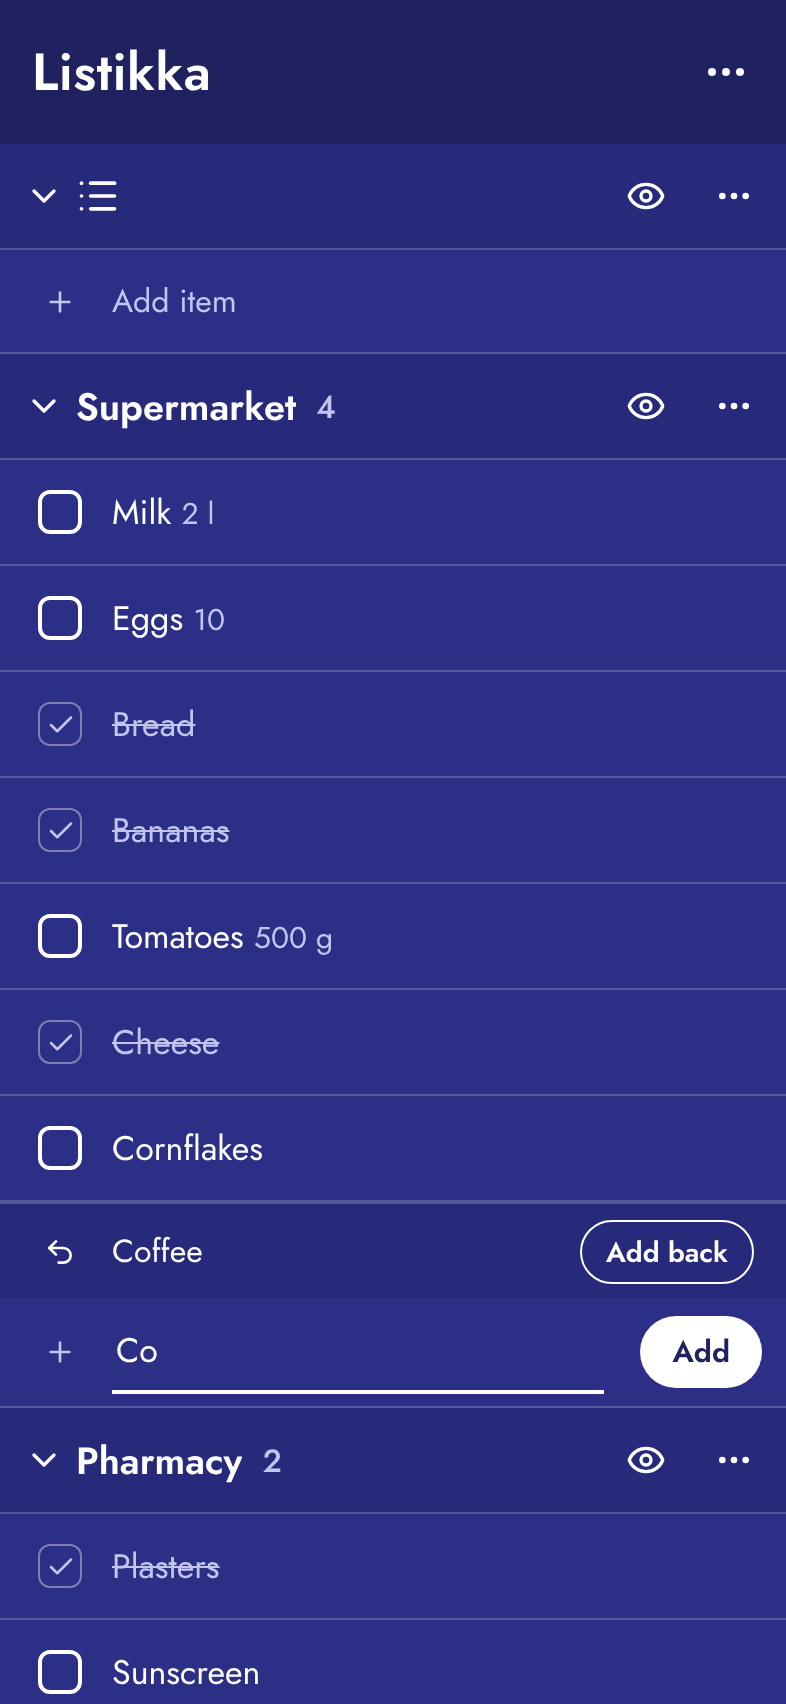 Listikka
Add item
Supermarket 4
Milk 2 l
Eggs 10
Bread
Bananas
Tomatoes 500 g
Cheese
Cornflakes
Coffee Add back
Co Add
Pharmacy 2
Plasters
Sunscreen